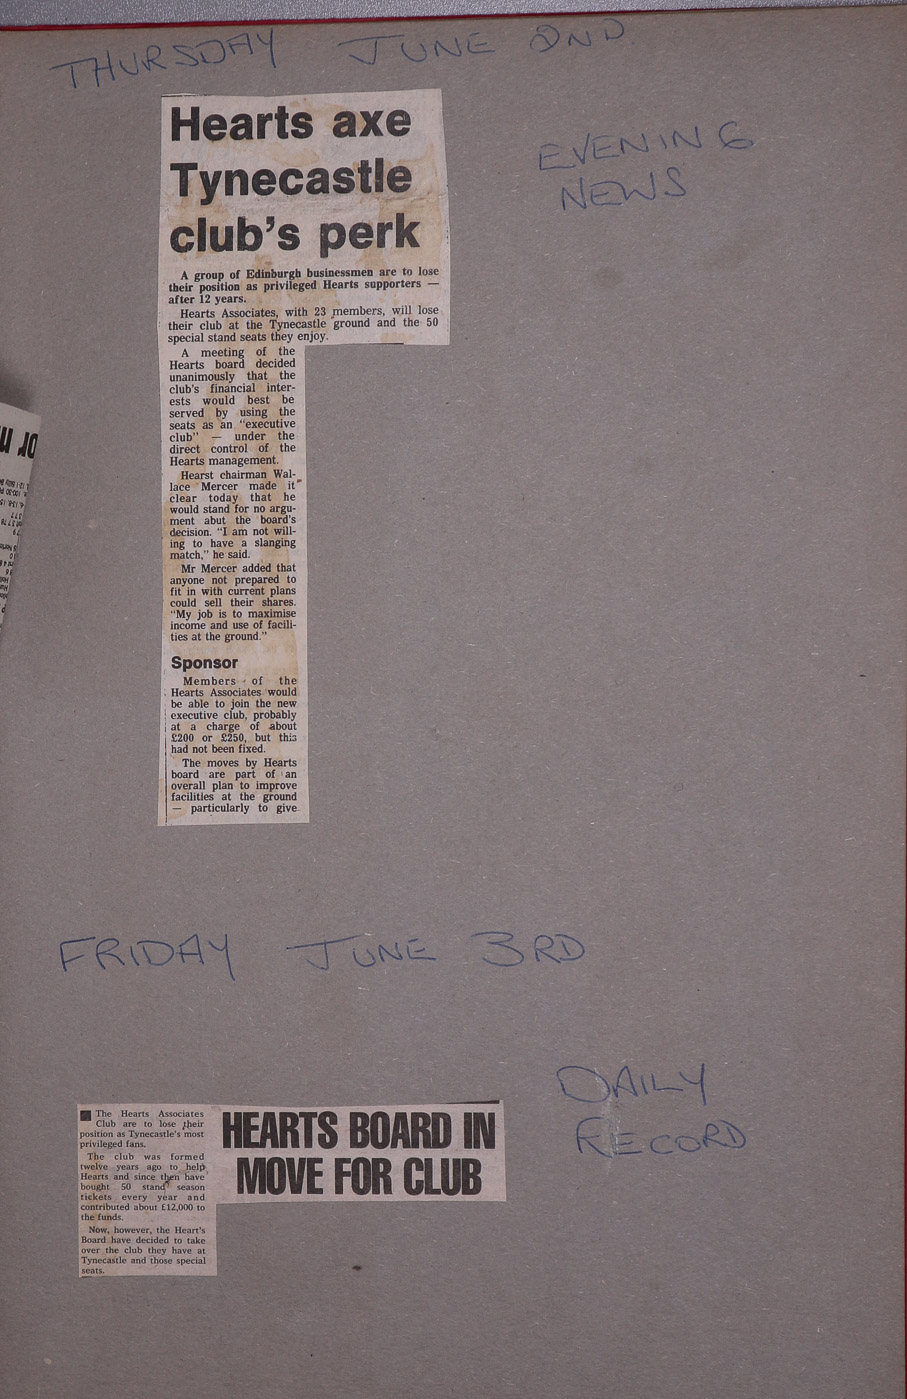 THURSDAY JUNE 2ND.
EVENING
NEWS
Hearts axe
Tynecastle
club's perk
A group of Edinburgh businessmen are to lose
their position as privileged Hearts supporters —
after 12 years.
Hearts Associates, with 23 members, will lose
their club at the Tynecastle ground and the 50
special stand seats they enjoy.
A meeting of the
Hearts board decided
unanimously that the
club's financial inter-
ests would best be
served by using the
seats as an "executive
club" — under the
direct control of the
Hearts management.
Hearst chairman Wal-
lace Mercer made it
clear today that he
would stand for no argu-
ment abut the board's
decision. "I am not will-
ing to have a slanging
match," he said.
Mr Mercer added that
anyone not prepared to
fit in with current plans
could sell their shares.
"My job is to maximise
income and use of facili-
ties at the ground."
Sponsor
Members of the
Hearts Associates would
be able to join the new
executive club, probably
at a charge of about
£200 or £250, but this
had not been fixed.
The moves by Hearts
board are part of an
overall plan to improve
facilities at the ground
— particularly to give
FRIDAY JUNE 3RD
DAILY
RECORD
HEARTS BOARD IN
MOVE FOR CLUB
The Hearts Associates
Club are to lose their
position as Tynecastle's most
privileged fans.
The club was formed
twelve years ago to help
Hearts and since then have
bought 50 stand season
tickets every year and
contributed about £12,000 to
the funds.
Now, however, the Heart's
Board have decided to take
over the club they have at
Tynecastle and those special
seats.